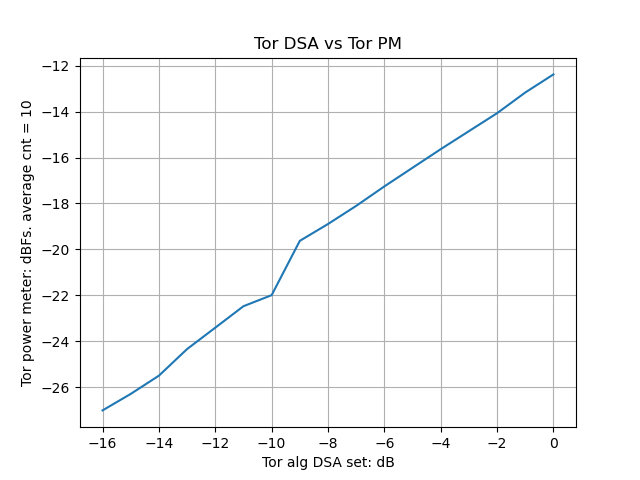 Tor DSA vs Tor PM
Tor power meter: dBFs. average cnt = 10
−12
−14
−16
−18
−20
−22
−24
−26
−16 −14 −12 −10 −8 −6 −4 −2 0
Tor alg DSA set: dB